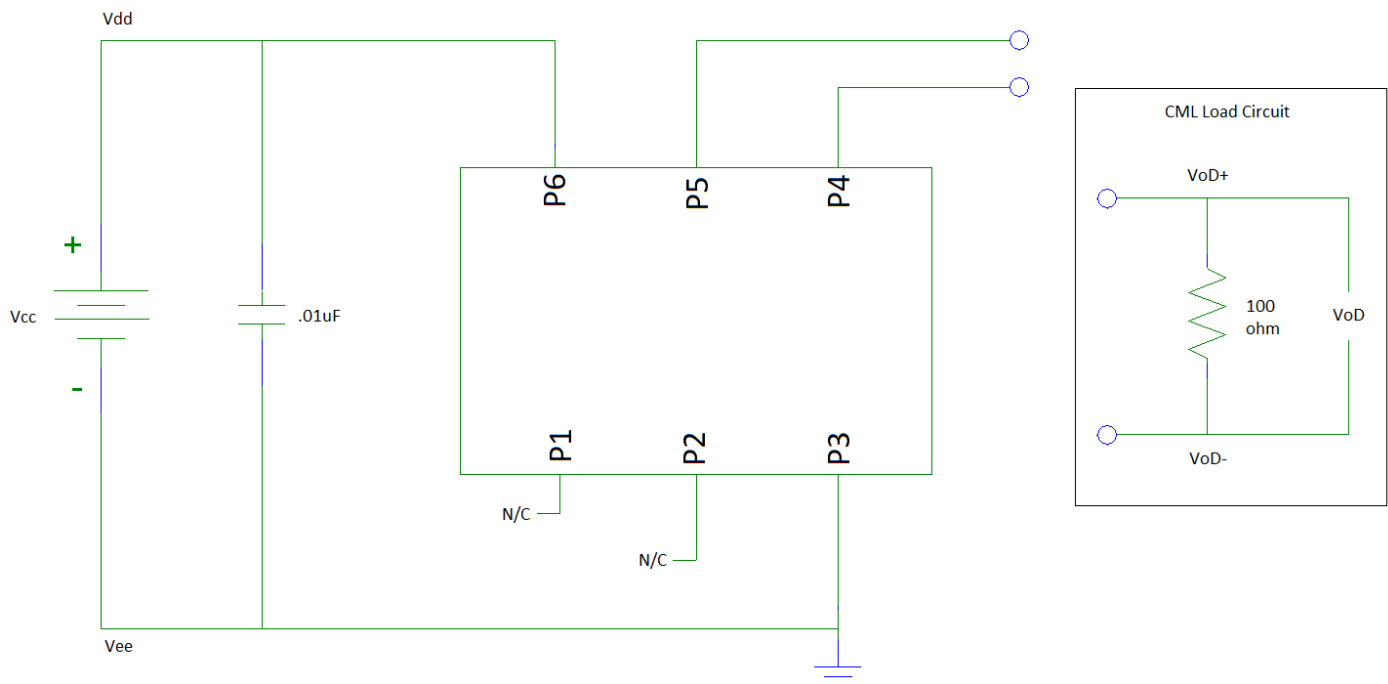 Vdd
CML Load Circuit
P6
P5
P4
VoD+
+
Vcc
.01uF
100
ohm
VoD
-
P1
P2
P3
VoD-
N/C
N/C
Vee